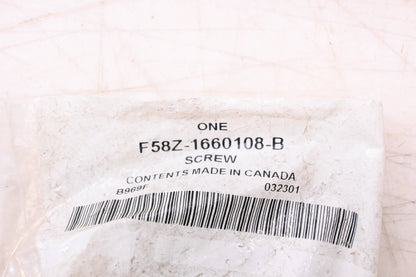 ONE
F58Z-1660108-B
SCREW
CONTENTS MADE IN CANADA
B969F 032301